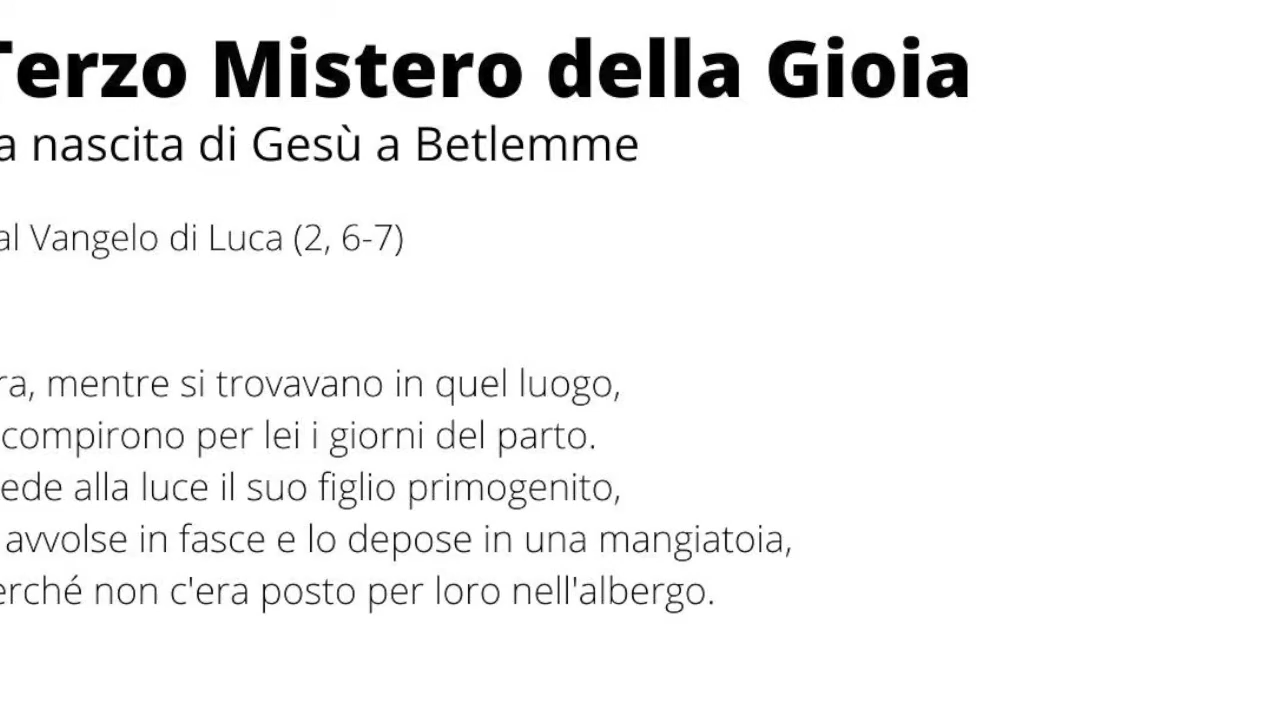 Terzo Mistero della Gioia
a nascita di Gesù a Betlemme
al Vangelo di Luca (2, 6-7)
ra, mentre si trovavano in quel luogo,
compirono per lei i giorni del parto.
ede alla luce il suo figlio primogenito,
avvolse in fasce e lo depose in una mangiatoia,
erché non c'era posto per loro nell'albergo.